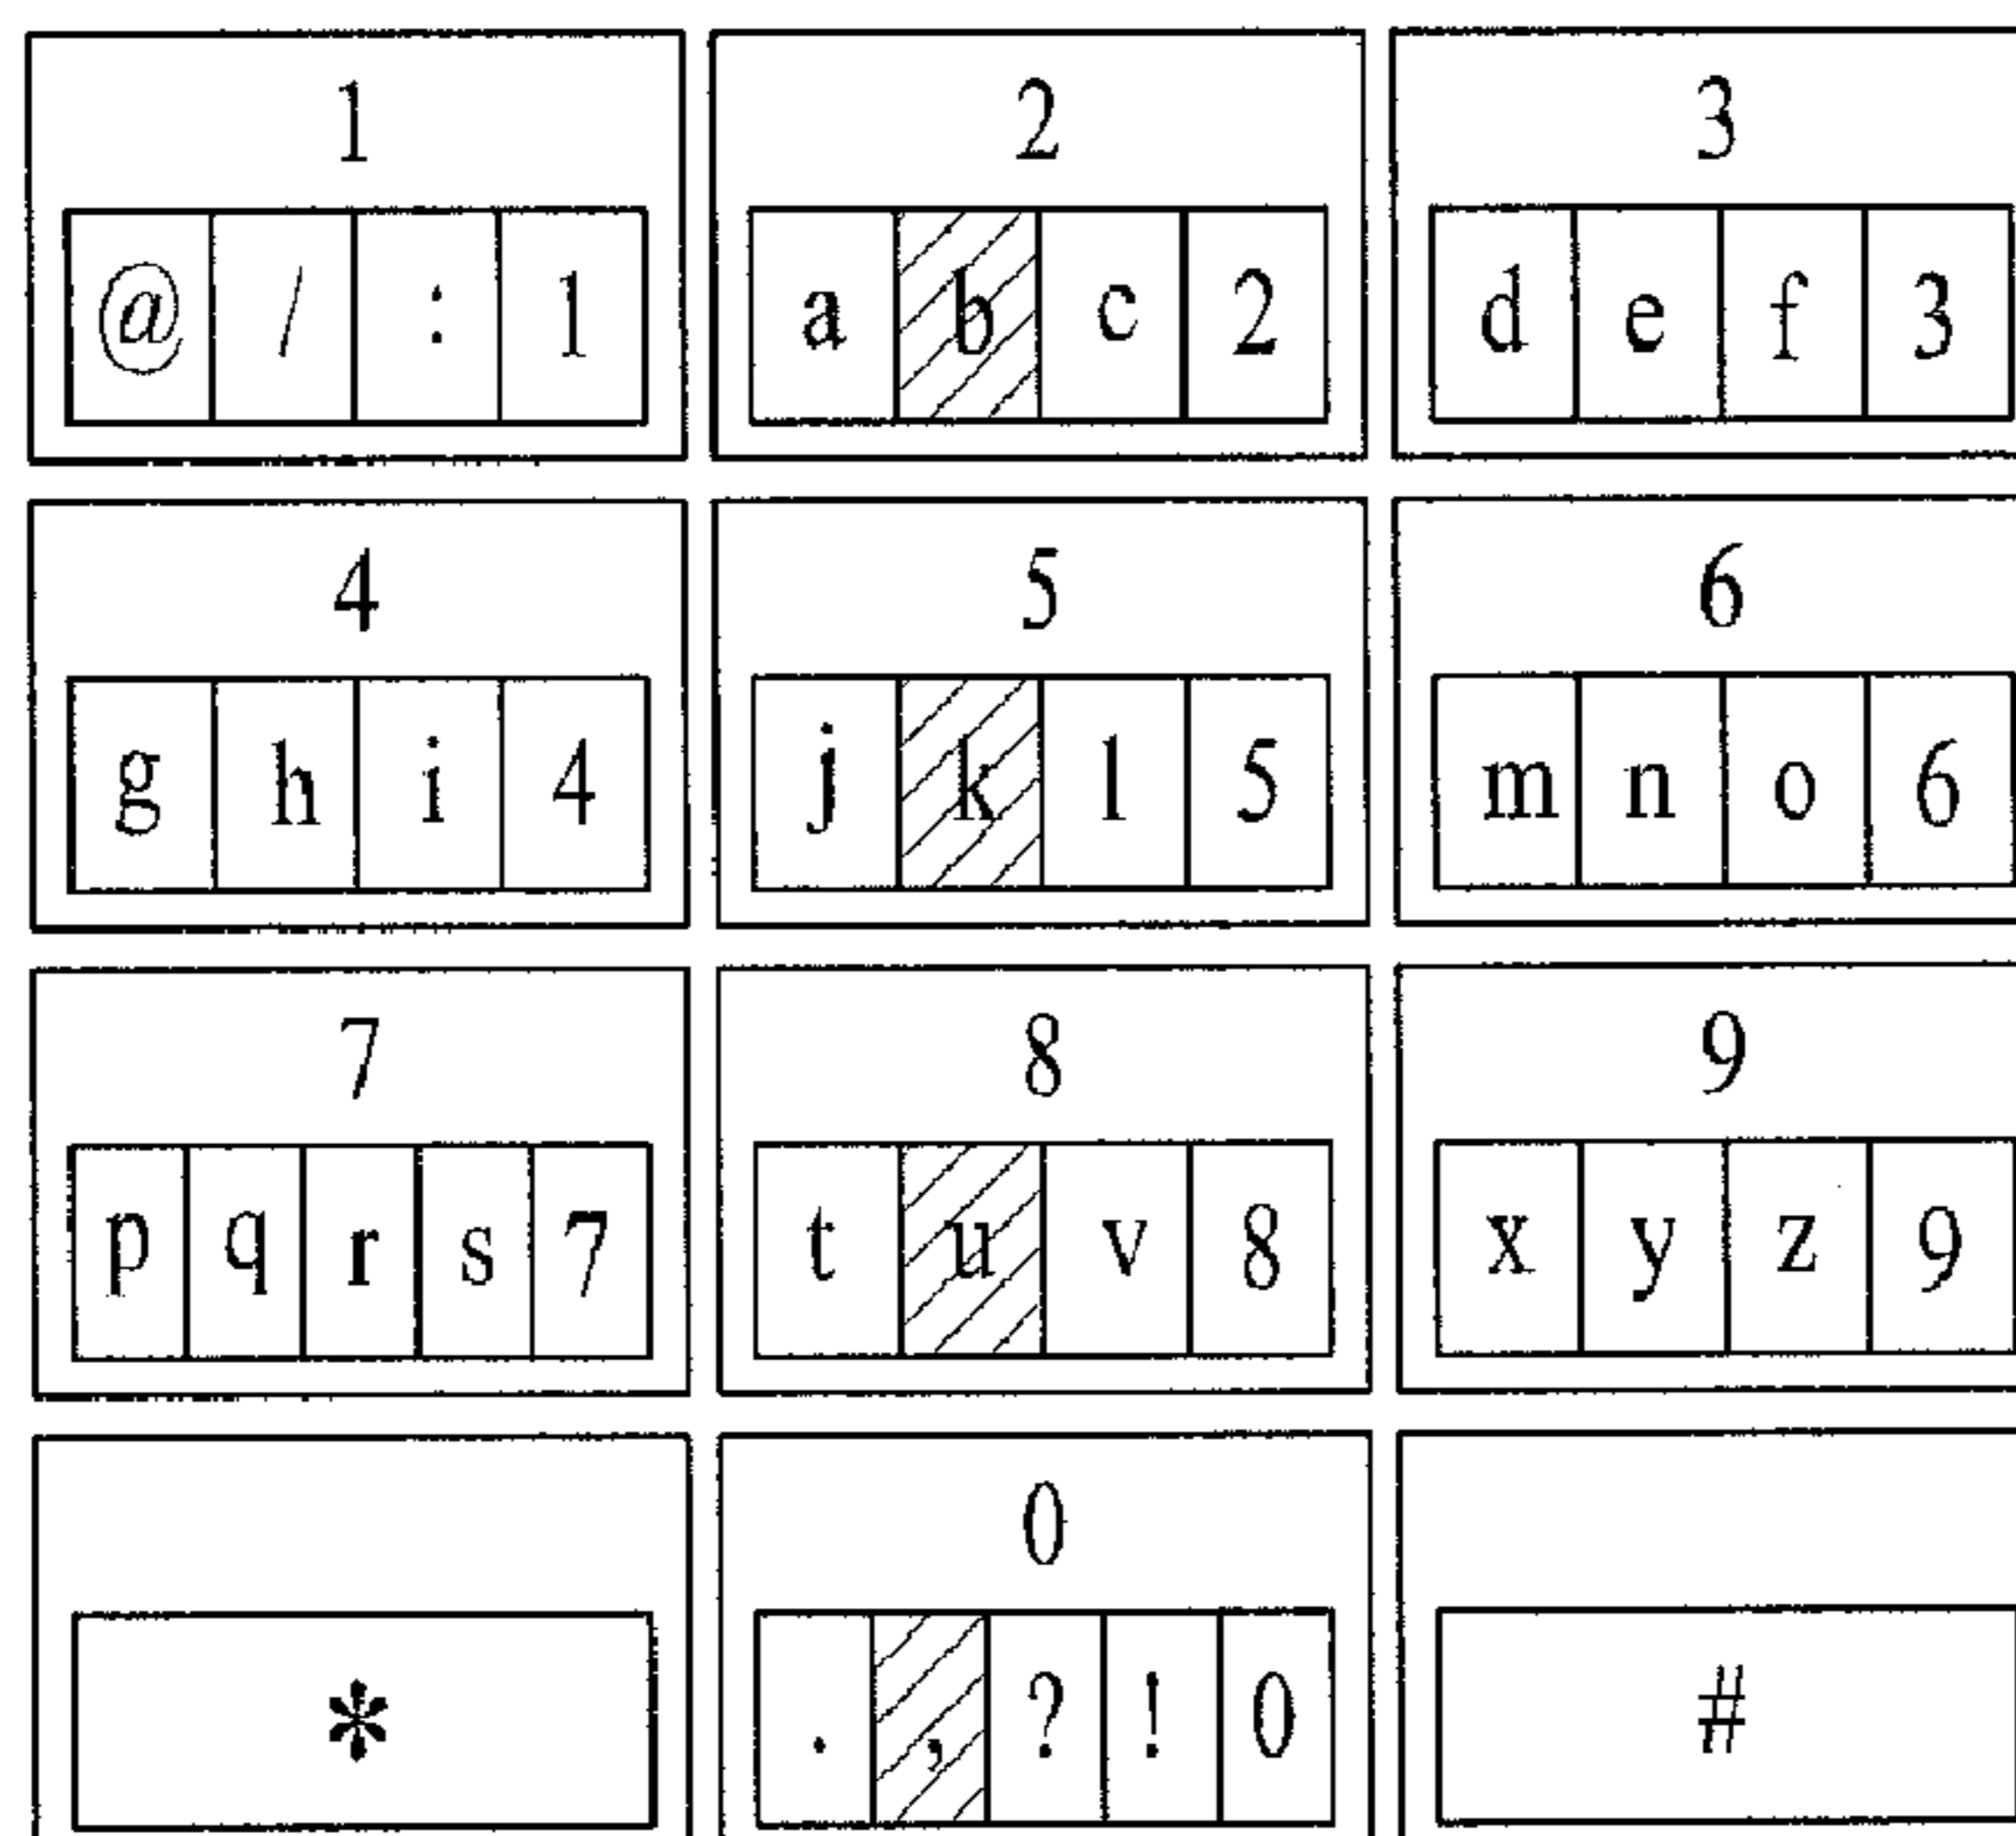 1 2 3
@ / : 1 a b c 2 d e f 3
4 5 6
g h i 4 j k l 5 m n o 6
7 8 9
p q r s 7 t u v 8 x y z 9
0
* . , ? ! 0 #